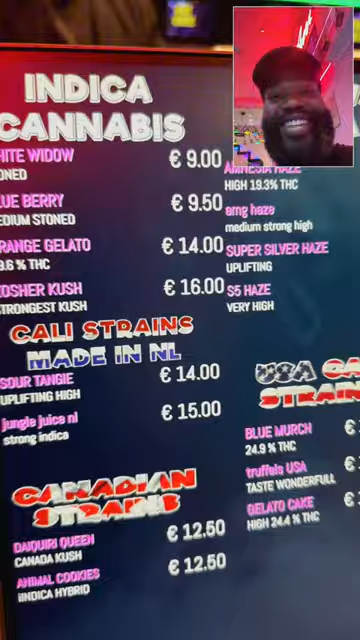 INDICA
CANNABIS
HITE WIDOW € 9.00
ONED
LUE BERRY € 9.50
EDIUM STONED
RANGE GELATO € 14.00
9.6 % THC
OSHER KUSH € 16.00
STRONGEST KUSH
CALI STRAINS
MADE IN NL
SOUR TANGIE € 14.00
UPLIFTING HIGH
jungle juice nl € 15.00
strong indica
CANADIAN
STRAINS
DAIQUIRI QUEEN € 12.50
CANADA KUSH
ANIMAL COOKIES € 12.50
IINDICA HYBRID
AMNESIA HAZE
HIGH 19.3% THC
amg haze
medium strong high
SUPER SILVER HAZE
UPLIFTING
S5 HAZE
VERY HIGH
USA CA
STRAIN
BLUE MURCH €
24.9 % THC
truffels USA €
TASTE WONDERFULL
GELATO CAKE €
HIGH 24.4 % THC